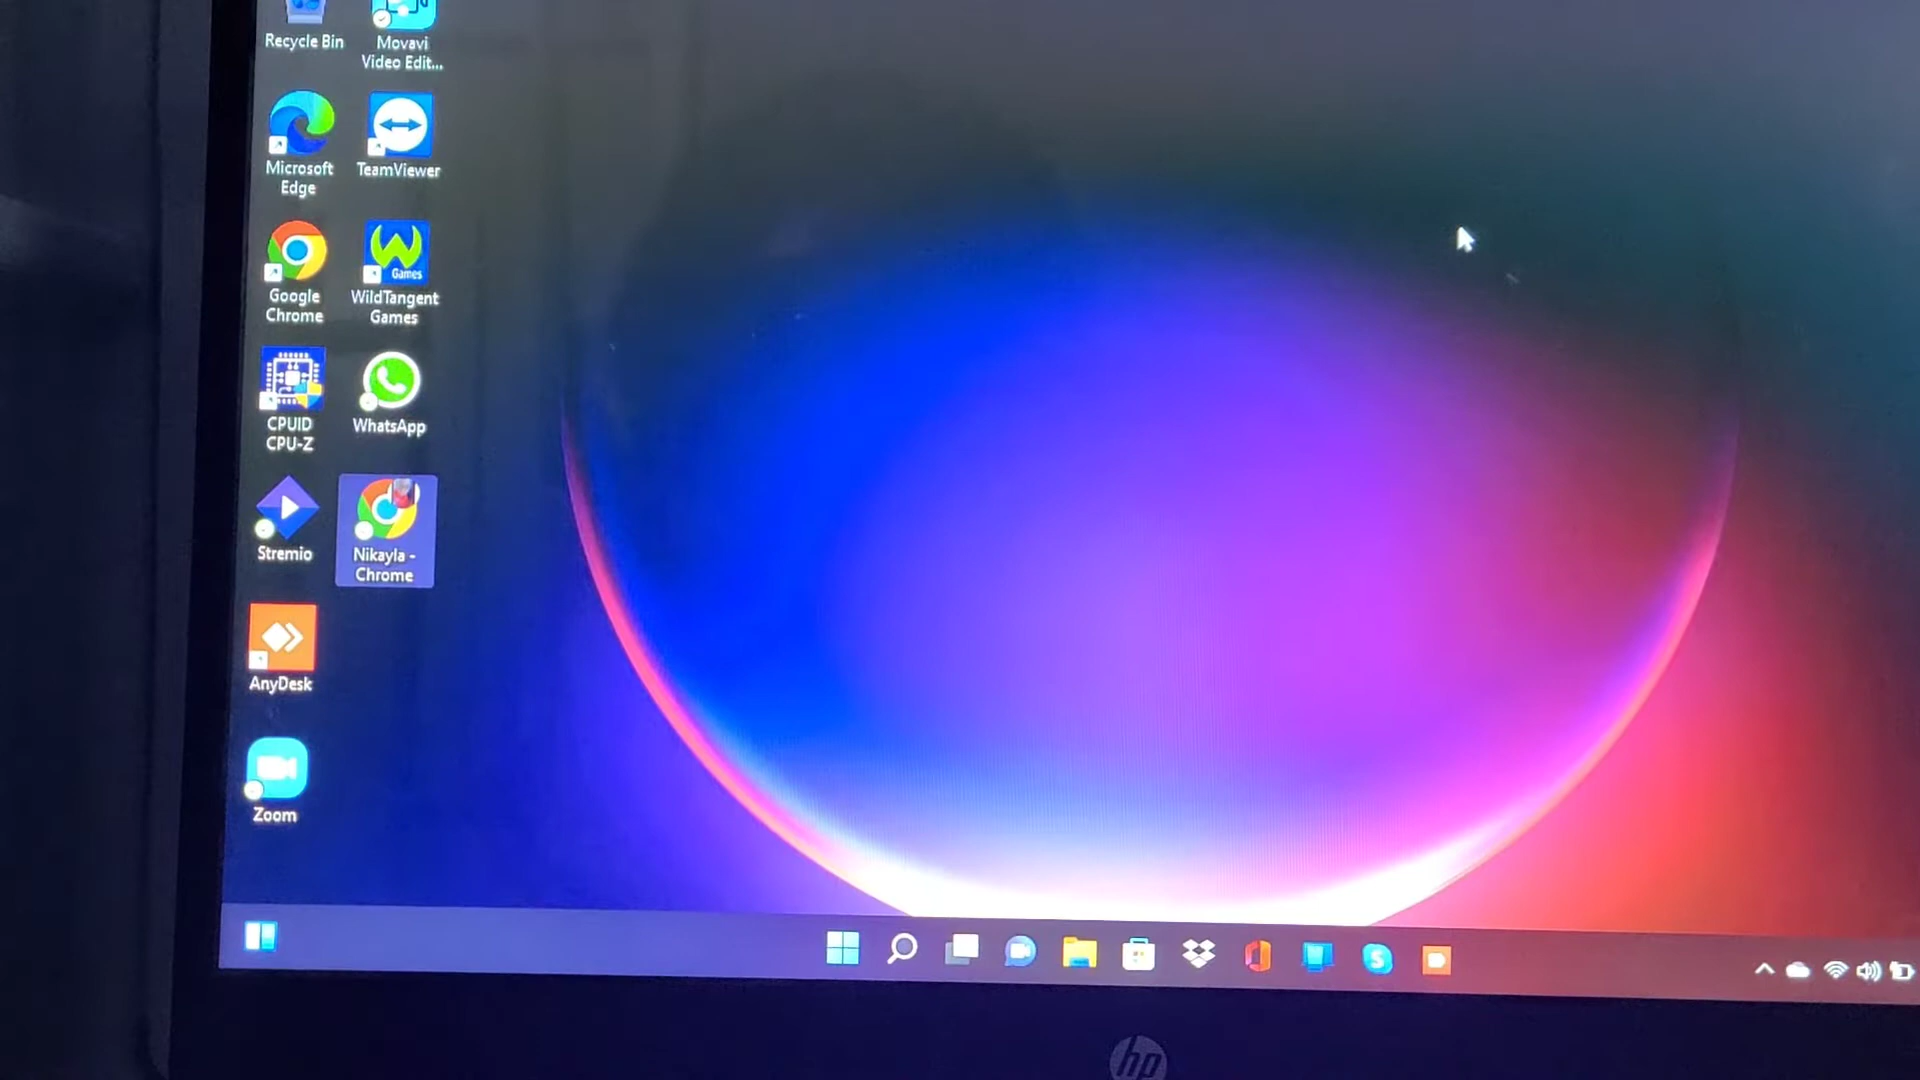 Recycle Bin
Movavi
Video Edit...
Microsoft
Edge
TeamViewer
Google
Chrome
Games
WildTangent
Games
CPUID
CPU-Z
WhatsApp
Stremio
Nikayla -
Chrome
AnyDesk
Zoom
S
hp